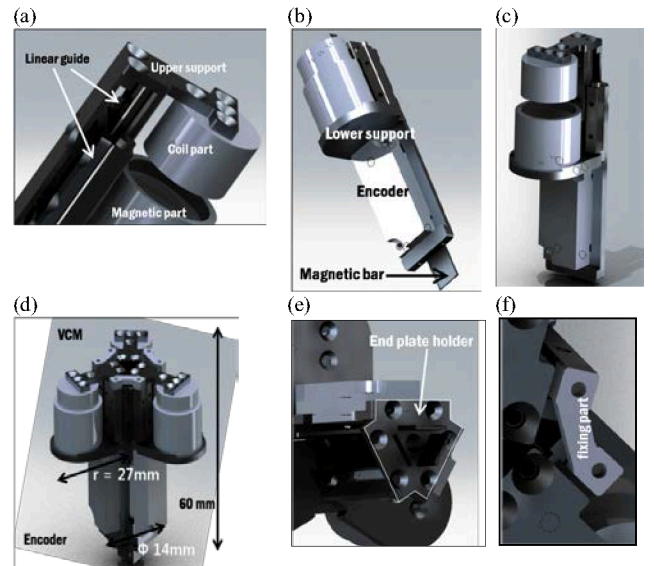 (a)
Linear guide
Upper support
Coil part
Magnetic part
(b)
Lower support
Encoder
Magnetic bar
(c)
(d)
VCM
r = 27mm
60 mm
Encoder
Φ 14mm
(e)
End plate holder
(f)
fixing part